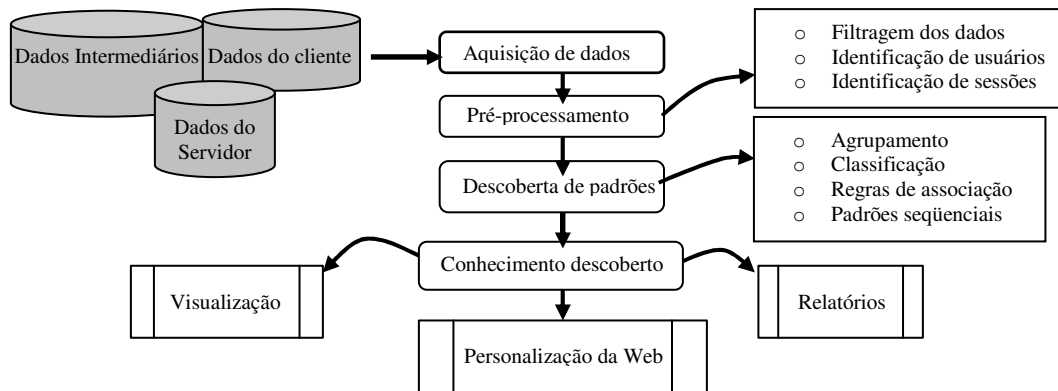 Dados Intermediários
Dados do cliente
Dados do
Servidor
Aquisição de dados
Pré-processamento
Descoberta de padrões
Conhecimento descoberto
o Filtragem dos dados
o Identificação de usuários
o Identificação de sessões
o Agrupamento
o Classificação
o Regras de associação
o Padrões seqüenciais
Visualização
Relatórios
Personalização da Web